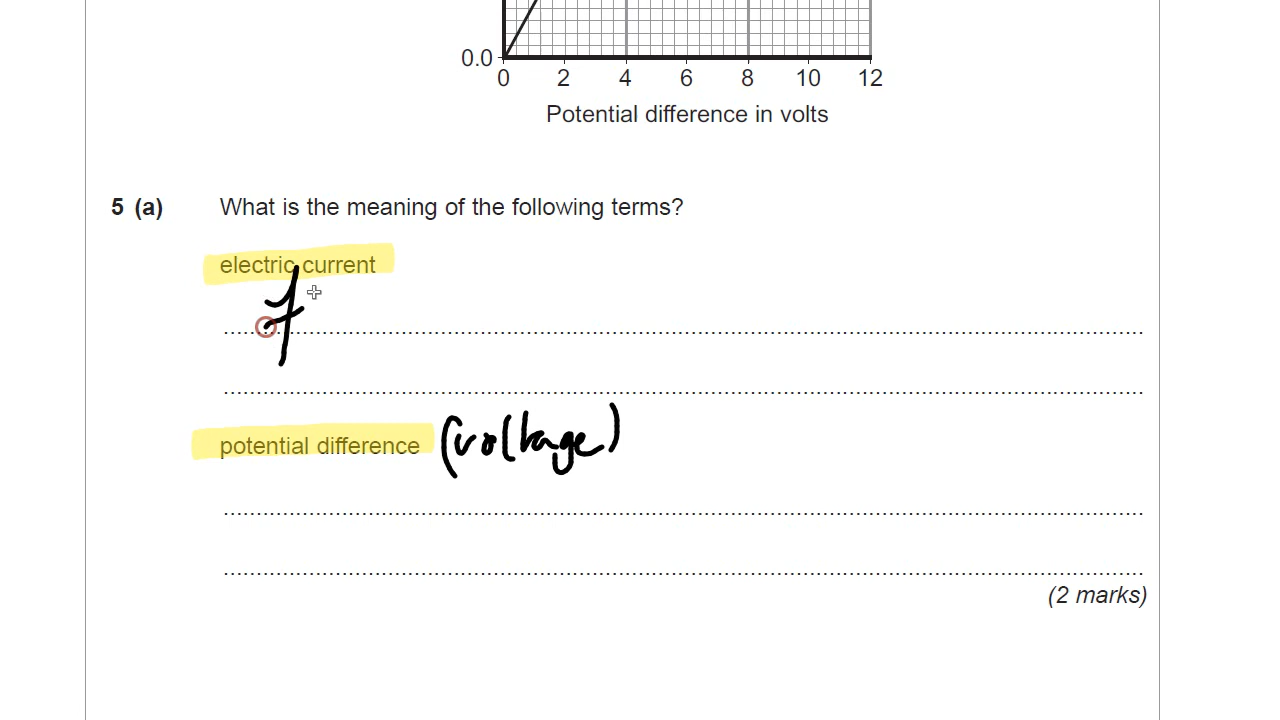 0.0
0 2 4 6 8 10 12
Potential difference in volts
5 (a) What is the meaning of the following terms?
electric current
potential difference (voltage)
(2 marks)